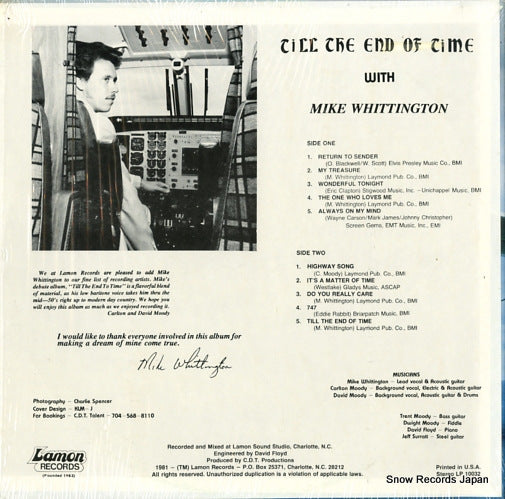 TILL THE END OF TIME
WITH
MIKE WHITTINGTON
SIDE ONE
1. RETURN TO SENDER
(O. Blackwell/W. Scott) Elvis Presley Music Co., BMI
2. MY TREASURE
(M. Whittington) Laymond Pub. Co., BMI
3. WONDERFUL TONIGHT
(Eric Clapton) Stigwood Music, Inc. - Unichappel Music, BMI
4. THE ONE WHO LOVES ME
(M. Whittington) Laymond Pub. Co., BMI
5. ALWAYS ON MY MIND
(Wayne Carson/Mark James/Johnny Christopher)
Screen Gems, EMT Music, Inc., EMI
SIDE TWO
1. HIGHWAY SONG
(C. Moody) Laymond Pub. Co., BMI
2. IT'S A MATTER OF TIME
(Westlake) Gladys Music, ASCAP
3. DO YOU REALLY CARE
(M. Whittington) Laymond Pub. Co., BMI
4. 747
(Eddie Rabbit) Briarpatch Music, BMI
5. TILL THE END OF TIME
(M. Whittington) Laymond Pub. Co., BMI
We at Lamon Records are pleased to add Mike
Whittington to our fine list of recording artists. Mike's
debute album, "Till The End To Time" is a flavorful blend
of material, as his low baritone voice takes him thru the
mid—50's right up to modern day country. We hope you
will enjoy this album as much as we enjoyed recording it.
Carlton and David Moody
I would like to thank everyone involved in this album for
making a dream of mine come true.
Mike Whittington
Photography - Charlie Spencer
Cover Design - KLM - J
For Bookings - C.D.T. Talent - 704 -568- 8110
MUSICIANS
Mike Whittington - Lead vocal & Acoustic guitar
Carlton Moody - Background vocal, Electric & Acoustic guitar
David Moody - Background vocal, Acoustic guitar & Drums
Trent Moody - Bass guitar
Dwight Moody - Fiddle
David Floyd - Piano
Jeff Surratt - Steel guitar
Lamon
RECORDS
(Founded 1962)
Recorded and Mixed at Lamon Sound Studio, Charlotte, N.C.
Engineered by David Floyd
Produced by C.D.T. Productions
1981 - (TM) Lamon Records - P.O. Box 25371, Charlotte, N.C. 28212
All rights Reserved. Unauthorized duplication is a violation of applicable laws.
Printed in U.S.A.
Stereo LP 10032
Snow Records Japan